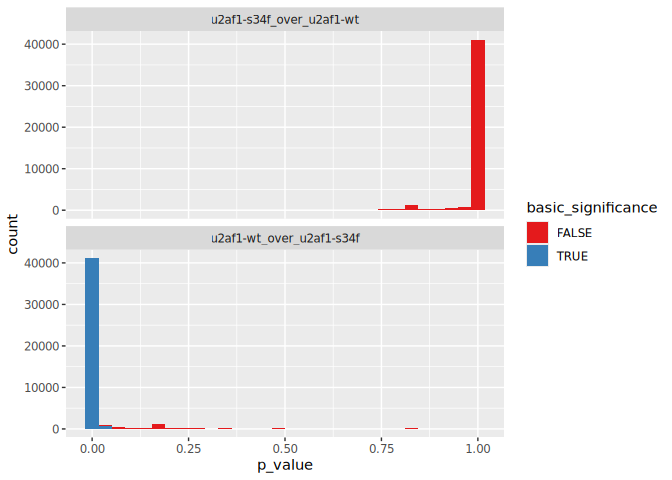 u2af1-s34f_over_u2af1-wt
40000
30000
20000
10000
0
u2af1-wt_over_u2af1-s34f
40000
30000
20000
10000
0
0.00 0.25 0.50 0.75 1.00
p_value
count
basic_significance
FALSE
TRUE